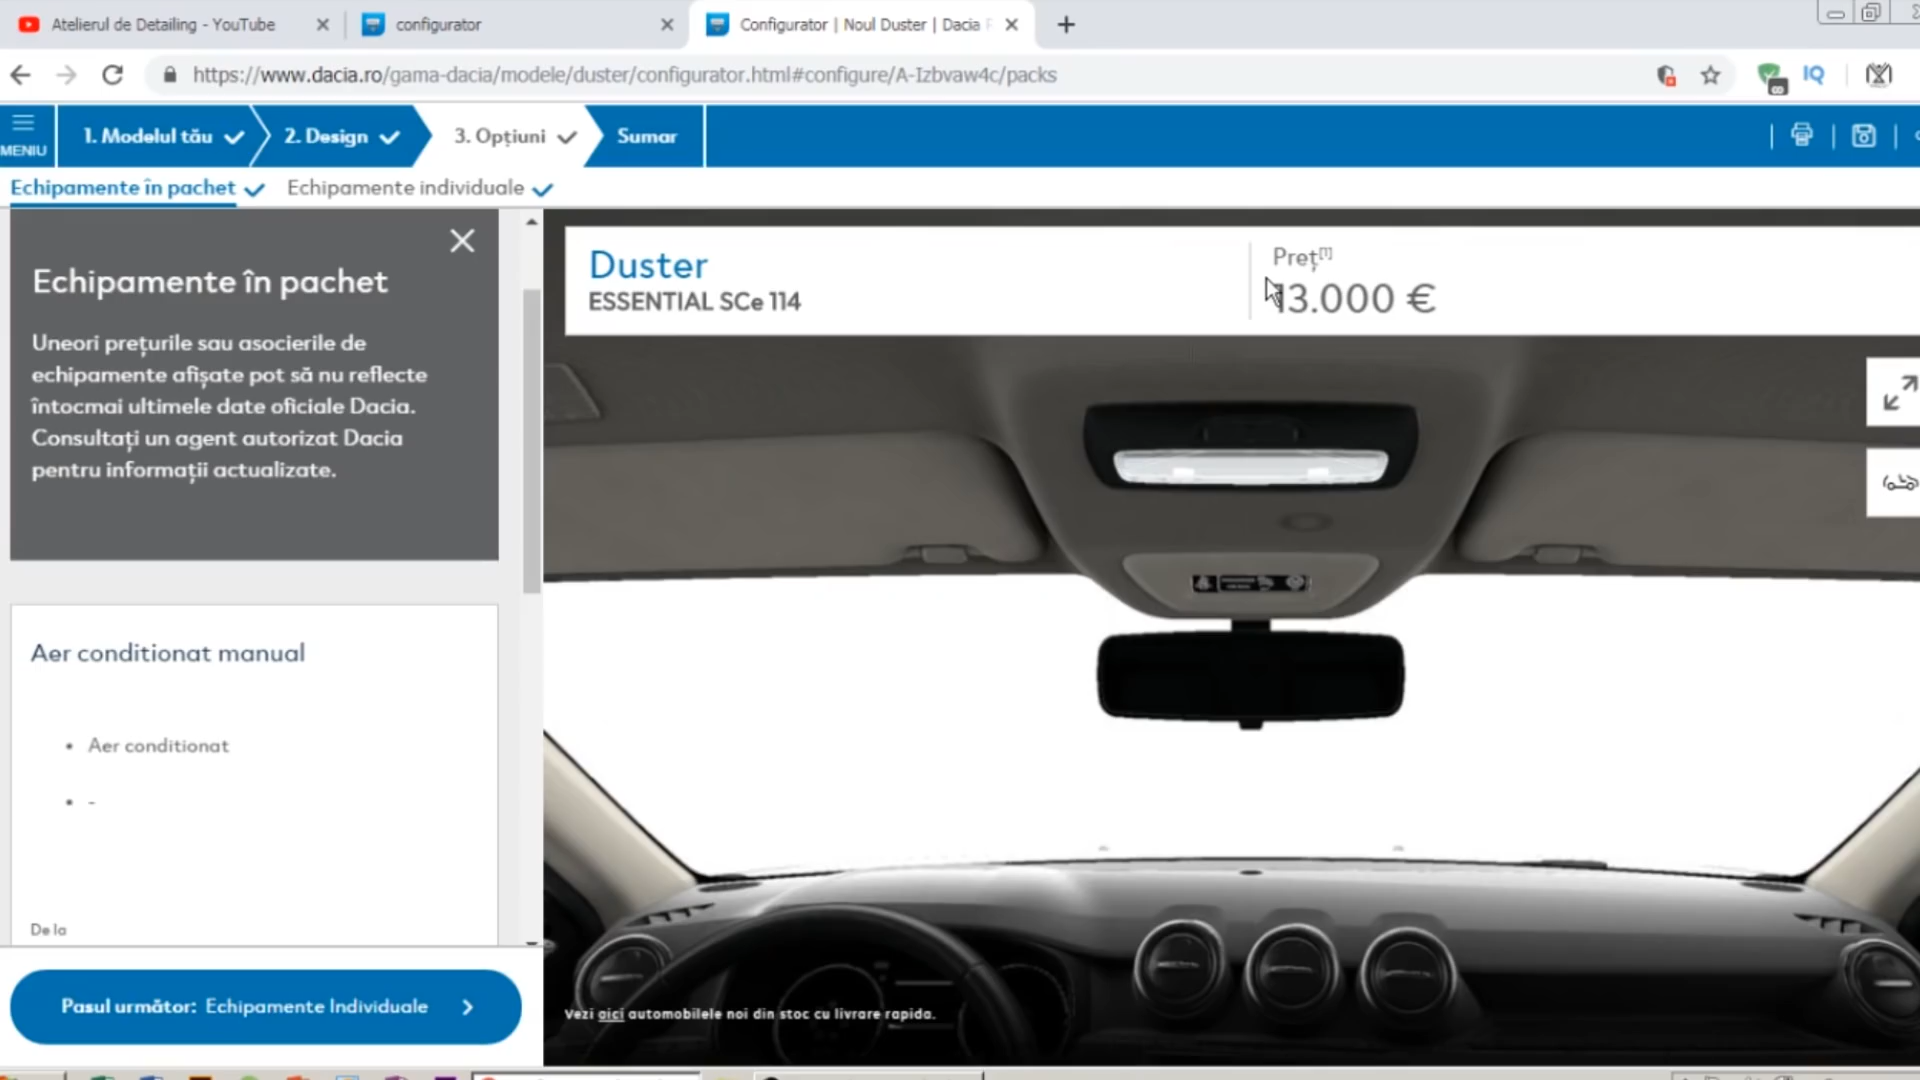 Atelierul de Detailing - YouTube
configurator
Configurator | Noul Duster | Dacia
https://www.dacia.ro/gama-dacia/modele/duster/configurator.html#configure/A-Izbvaw4c/packs
IQ
MENIU
1. Modelul tău
2. Design
3. Opțiuni
Sumar
Echipamente în pachet
Echipamente individuale
Echipamente în pachet
Uneori prețurile sau asocierile de
echipamente afișate pot să nu reflecte
întocmai ultimele date oficiale Dacia.
Consultați un agent autorizat Dacia
pentru informații actualizate.
Aer conditionat manual
• Aer conditionat
• -
De la
Pasul următor: Echipamente Individuale
Duster
ESSENTIAL SCe 114
Preț[1]
13.000 €
Vezi aici automobilele noi din stoc cu livrare rapida.